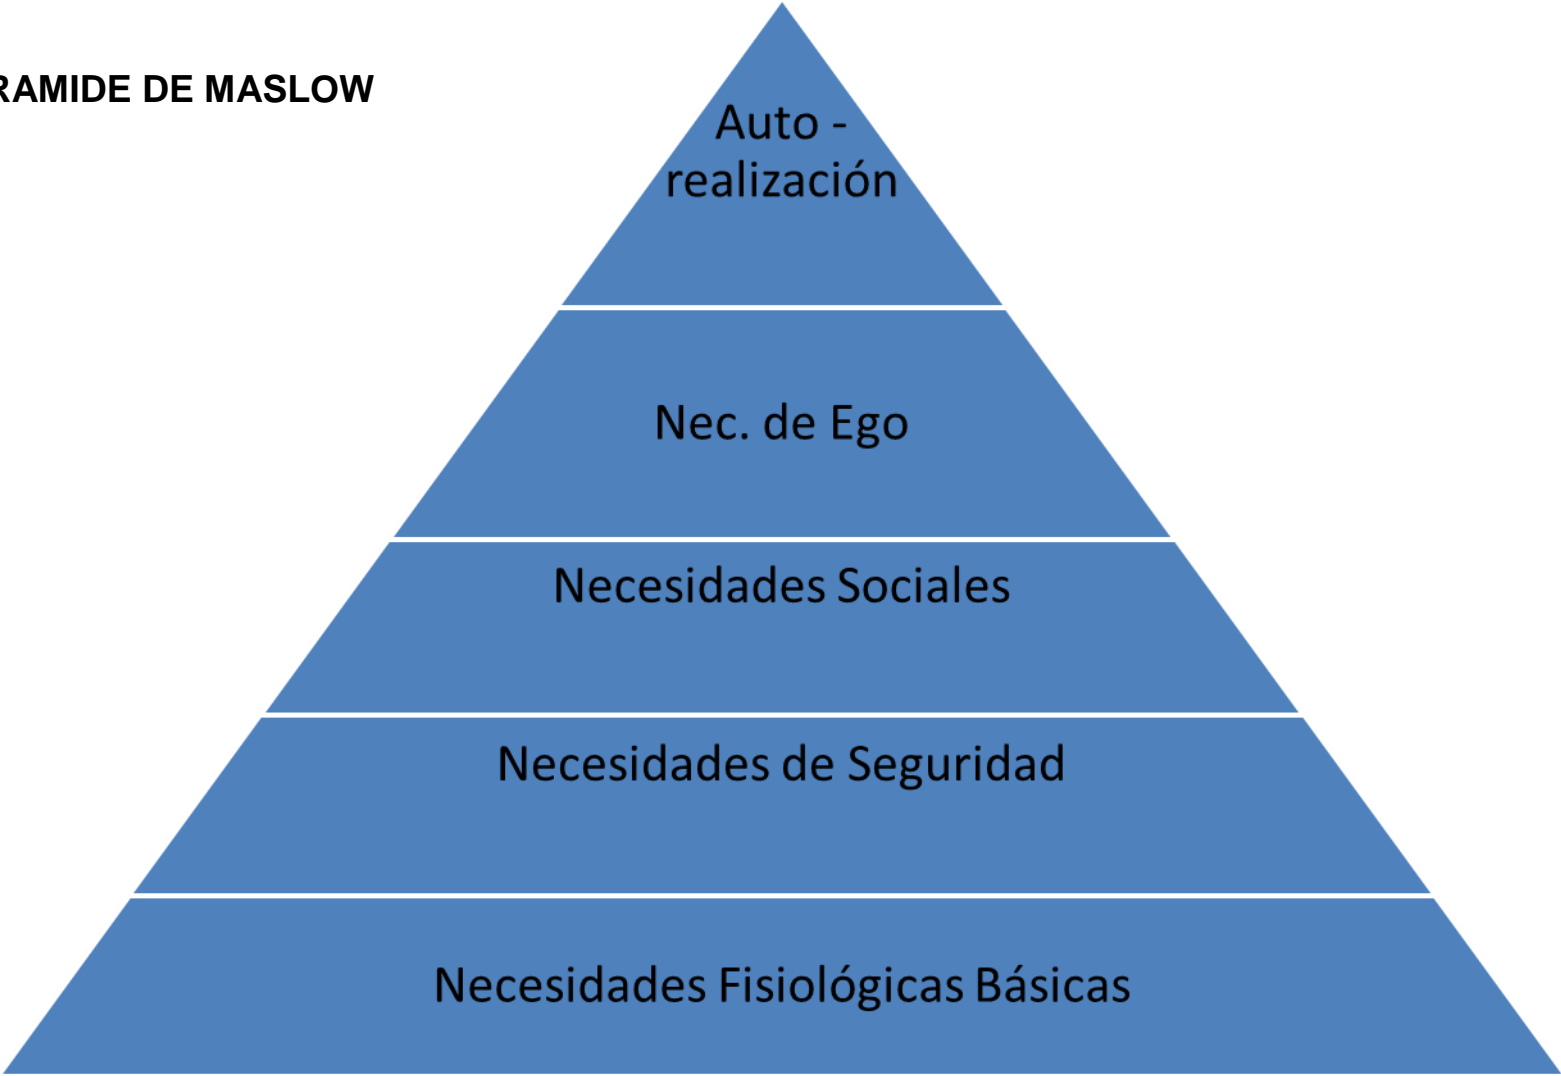 RAMIDE DE MASLOW
Auto -
realización
Nec. de Ego
Necesidades Sociales
Necesidades de Seguridad
Necesidades Fisiológicas Básicas